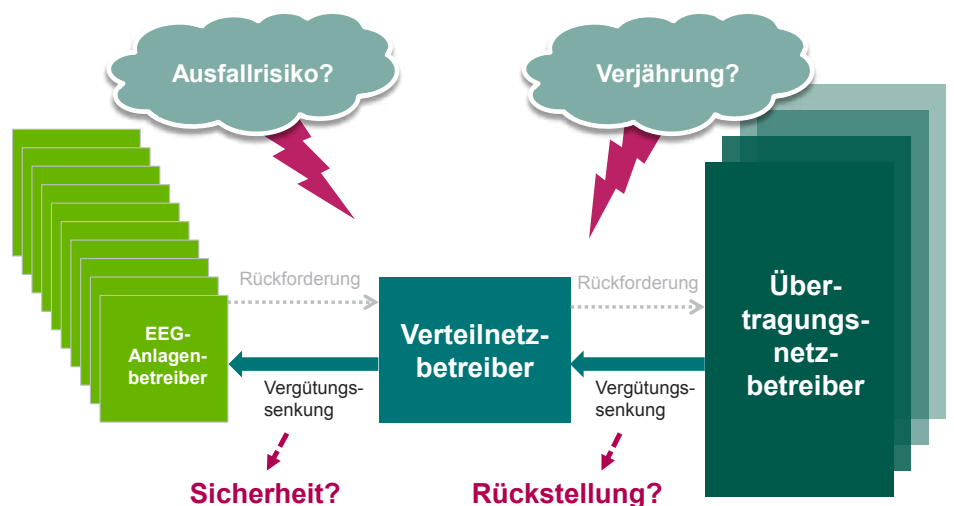 Ausfallrisiko?
Verjährung?
Rückforderung
Rückforderung
EEG-
Anlagen-
betreiber
Verteilnetz-
betreiber
Über-
tragungs-
netz-
betreiber
Vergütungs-
senkung
Vergütungs-
senkung
Sicherheit?
Rückstellung?